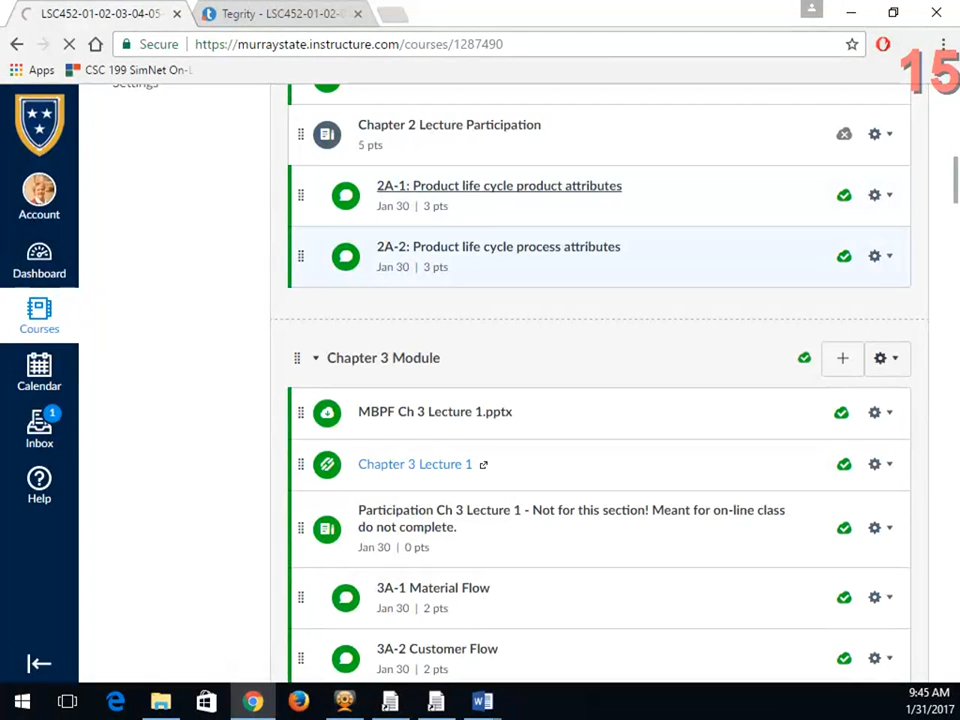 LSC452-01-02-03-04-05-
Tegrity - LSC452-01-02-0
Secure
https://murraystate.instructure.com/courses/1287490
15
Apps
CSC 199 SimNet On-L
Settings
Account
Dashboard
Courses
Calendar
1
Inbox
Help
Chapter 2 Lecture Participation
5 pts
2A-1: Product life cycle product attributes
Jan 30 | 3 pts
2A-2: Product life cycle process attributes
Jan 30 | 3 pts
Chapter 3 Module
MBPF Ch 3 Lecture 1.pptx
Chapter 3 Lecture 1
Participation Ch 3 Lecture 1 - Not for this section! Meant for on-line class
do not complete.
Jan 30 | 0 pts
3A-1 Material Flow
Jan 30 | 2 pts
3A-2 Customer Flow
Jan 30 | 2 pts
9:45 AM
1/31/2017